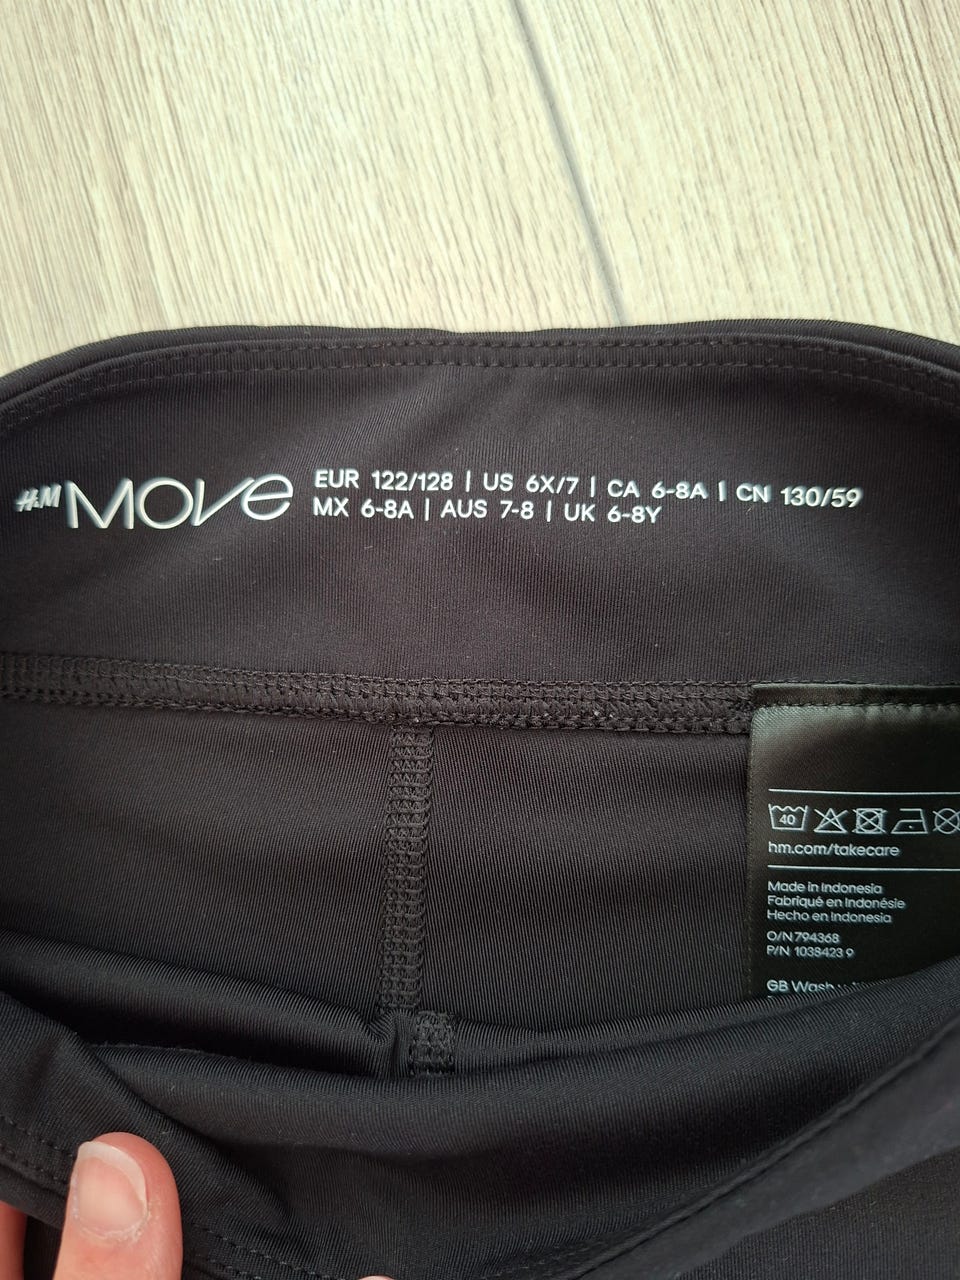 H&M MOVE
EUR 122/128 | US 6X/7 | CA 6-8A | CN 130/59
MX 6-8A | AUS 7-8 | UK 6-8Y
40
hm.com/takecare
Made in Indonesia
Fabriqué en Indonésie
Hecho en Indonesia
O/N 794368
P/N 1038423 9
GB Wash